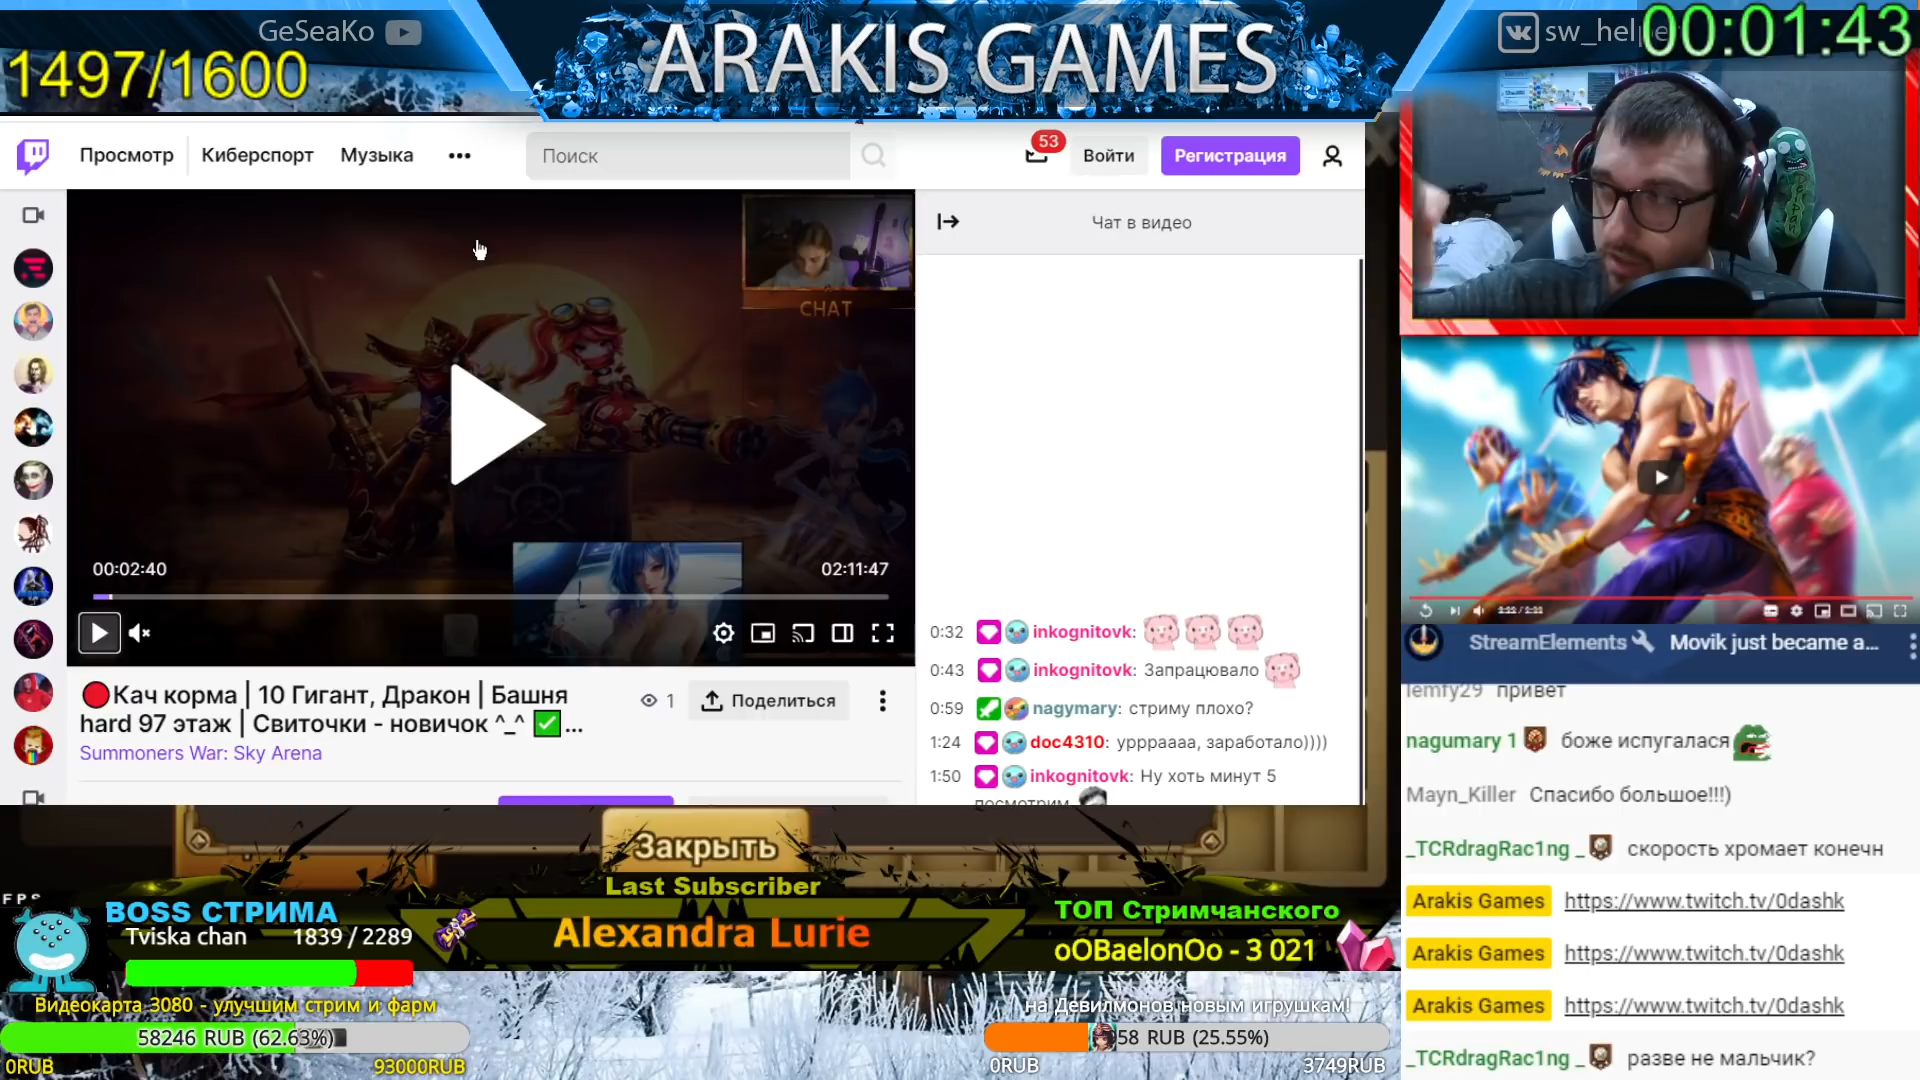 GeSeaKo
1497/1600
ARAKIS GAMES
sw_helpe
00:01:43
Просмотр
Киберспорт
Музыка
Поиск
53
Войти
Регистрация
CHAT
00:02:40
02:11:47
Кач корма | 10 Гигант, Дракон | Башня
hard 97 этаж | Свиточки - новичок ^_^ ✅...
Summoners War: Sky Arena
1
Поделиться
Чат в видео
0:32 inkognitovk:
0:43 inkognitovk: Запрацювало
0:59 nagymary: стриму плохо?
1:24 doc4310: уррраааа, заработало))))
1:50 inkognitovk: Ну хоть минут 5
посмотрим
StreamElements Movik just became a...
lemfy29 привет
nagumary 1 боже испугалася
Mayn_Killer Спасибо большое!!!)
_TCRdragRac1ng _ скорость хромает конечн
Arakis Games https://www.twitch.tv/0dashk
Arakis Games https://www.twitch.tv/0dashk
Arakis Games https://www.twitch.tv/0dashk
_TCRdragRac1ng _ разве не мальчик?
Закрыть
Last Subscriber
Alexandra Lurie
FPS
BOSS СТРИМА
Tviska chan 1839 / 2289
Видеокарта 3080 - улучшим стрим и фарм
58246 RUB (62.63%)
0RUB
93000RUB
ТОП Стримчанского
oOBaelonOo - 3 021
на Девилмонов новым игрушкам!
58 RUB (25.55%)
0RUB
3749RUB